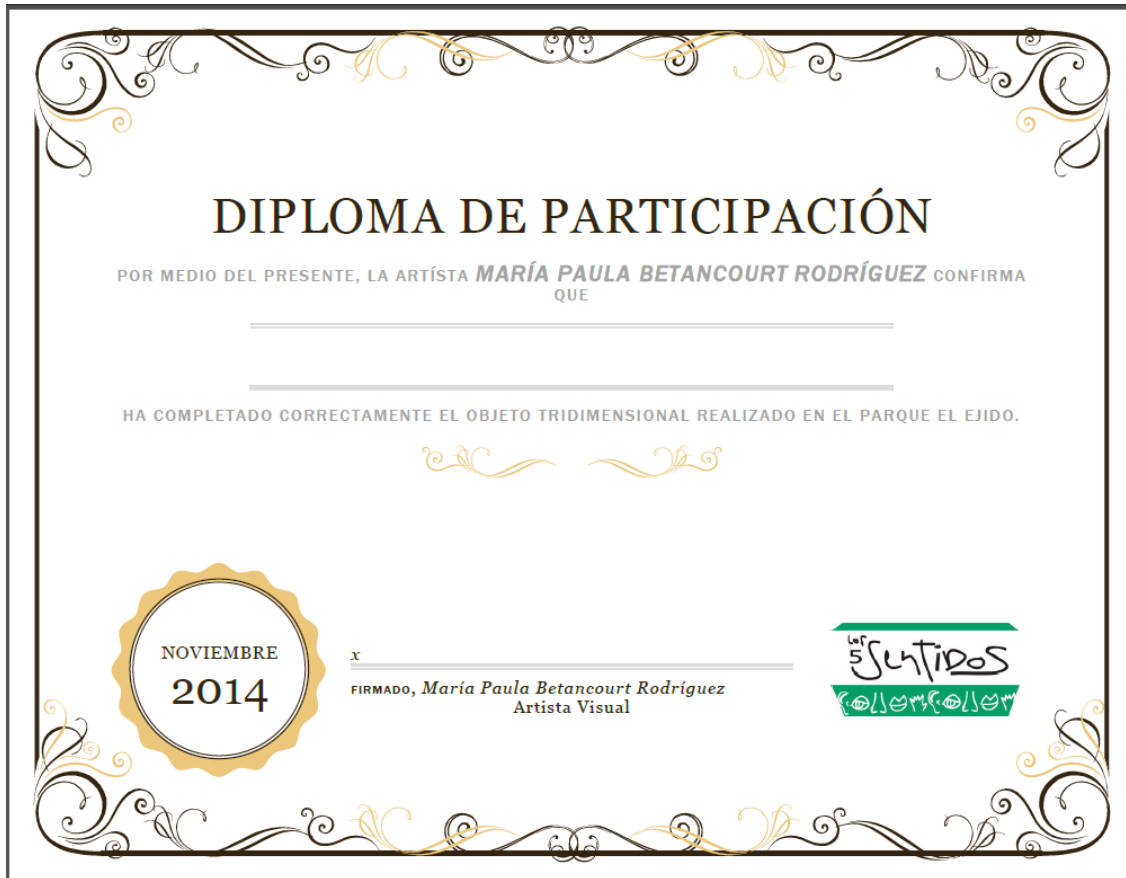 DIPLOMA DE PARTICIPACIÓN
POR MEDIO DEL PRESENTE, LA ARTÍSTA MARÍA PAULA BETANCOURT RODRÍGUEZ CONFIRMA
QUE
HA COMPLETADO CORRECTAMENTE EL OBJETO TRIDIMENSIONAL REALIZADO EN EL PARQUE EL EJIDO.
NOVIEMBRE
2014
x
FIRMADO, María Paula Betancourt Rodríguez
Artista Visual
Los
5 SentiDoS